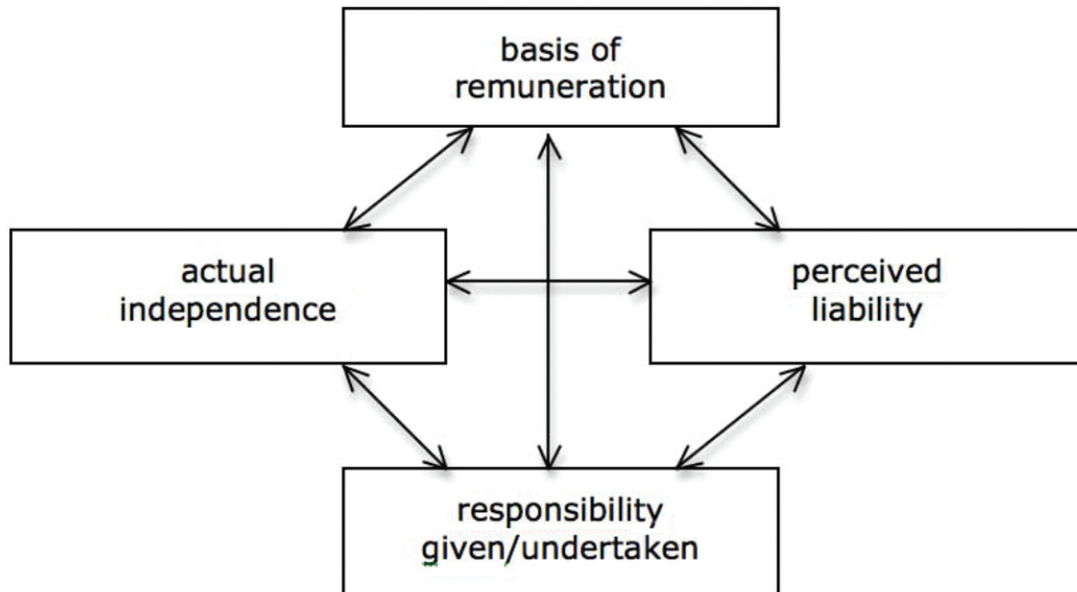 basis of
remuneration
actual
independence
perceived
liability
responsibility
given/undertaken